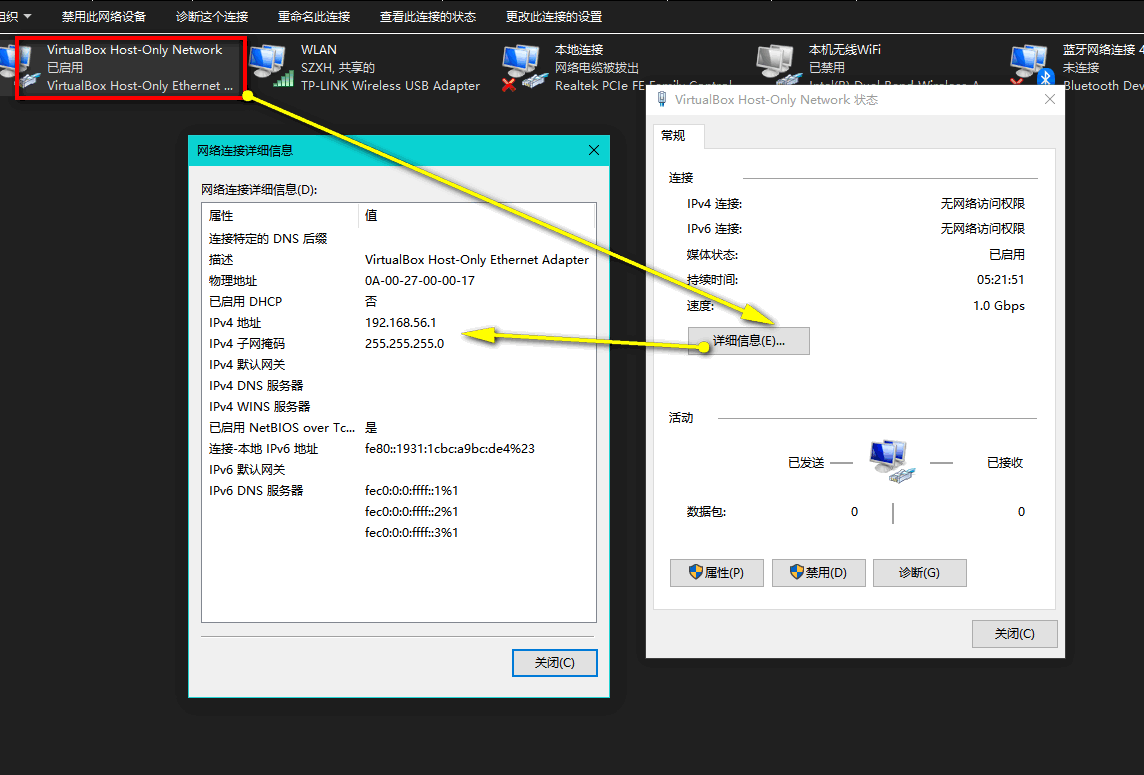 组织
禁用此网络设备
诊断这个连接
重命名此连接
查看此连接的状态
更改此连接的设置
VirtualBox Host-Only Network
已启用
VirtualBox Host-Only Ethernet ...
WLAN
SZXH, 共享的
TP-LINK Wireless USB Adapter
本地连接
网络电缆被拔出
Realtek PCIe FE Family Control
本机无线WiFi
已禁用
蓝牙网络连接 4
未连接
Bluetooth Dev
网络连接详细信息
网络连接详细信息(D):
属性 值
连接特定的 DNS 后缀
描述 VirtualBox Host-Only Ethernet Adapter
物理地址 0A-00-27-00-00-17
已启用 DHCP 否
IPv4 地址 192.168.56.1
IPv4 子网掩码 255.255.255.0
IPv4 默认网关
IPv4 DNS 服务器
IPv4 WINS 服务器
已启用 NetBIOS over Tc... 是
连接-本地 IPv6 地址 fe80::1931:1cbc:a9bc:de4%23
IPv6 默认网关
IPv6 DNS 服务器 fec0:0:0:ffff::1%1
fec0:0:0:ffff::2%1
fec0:0:0:ffff::3%1
关闭(C)
VirtualBox Host-Only Network 状态
常规
连接
IPv4 连接: 无网络访问权限
IPv6 连接: 无网络访问权限
媒体状态: 已启用
持续时间: 05:21:51
速度: 1.0 Gbps
详细信息(E)...
活动
已发送 已接收
数据包: 0 0
属性(P)
禁用(D)
诊断(G)
关闭(C)